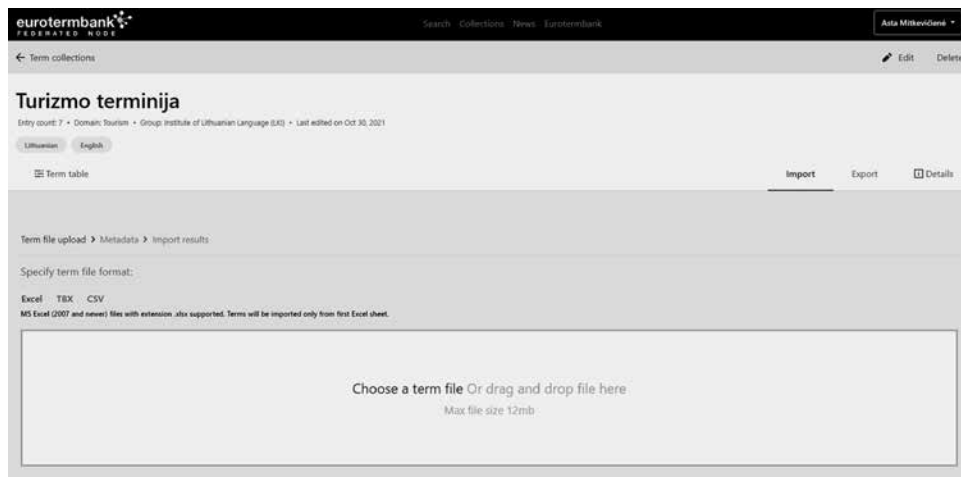 eurotermbank
FEDERATED NODE
Search Collections News Eurotermbank
Asta Mitkevičienė
← Term collections
Edit Delete
Turizmo terminija
Entry count: 7 • Domain: Tourism • Group: Institute of Lithuanian Language (LKI) • Last edited on Oct 30, 2021
Lithuanian English
Term table
Import Export Details
Term file upload > Metadata > Import results
Specify term file format:
Excel TBX CSV
MS Excel (2007 and newer) files with extension .xlsx supported. Terms will be imported only from first Excel sheet.
Choose a term file Or drag and drop file here
Max file size 12mb